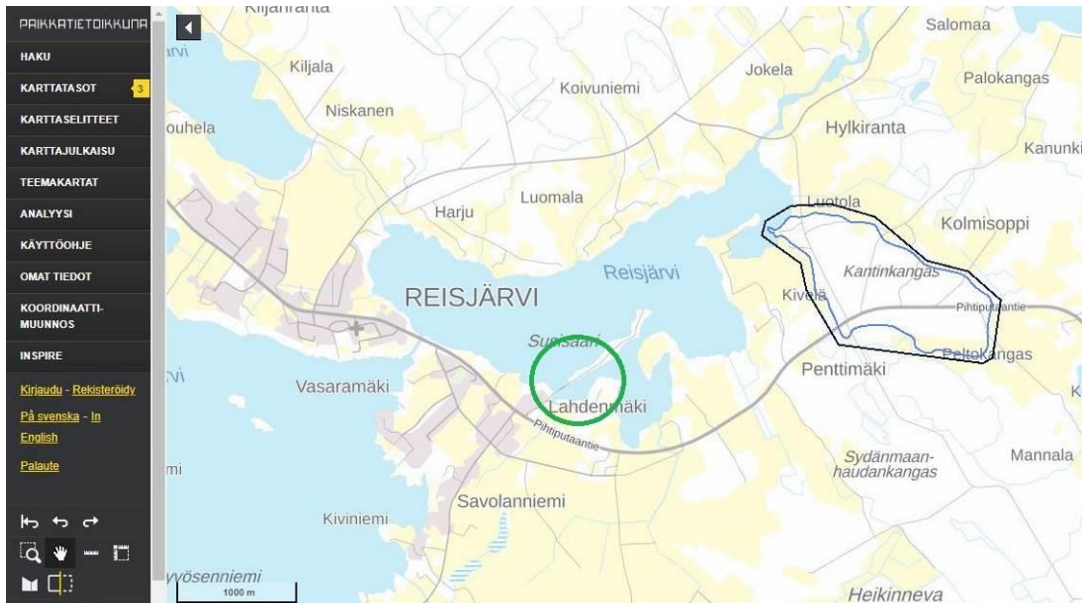 PAIKKATIETOIKKUNA
HAKU
KARTTATASOT 3
KARTTASELITTEET
KARTTAJULKAISU
TEEMAKARTAT
ANALYYSI
KÄYTTÖOHJE
OMAT TIEDOT
KOORDINAATTI-
MUUNNOS
INSPIRE
Kirjaudu - Rekisteröidy
På svenska - In
English
Palaute
Kiljanranta
Salomaa
Kiljala
Jokela
Palokangas
Koivuniemi
Niskanen
ouhela
Hylkiranta
Kanunki
Luomala
Luotola
Harju
Kolmisoppi
Reisjärvi
Kantinkangas
REISJÄRVI
Kivelä
Pihtiputaantie
Susisaari
Peltokangas
Penttimäki
Vasaramäki
Lahdenmäki
Pihtiputaantie
Sydänmaan-
haudankangas
Mannala
Savolanniemi
Kiviniemi
yösenniemi
1000 m
Heikinneva